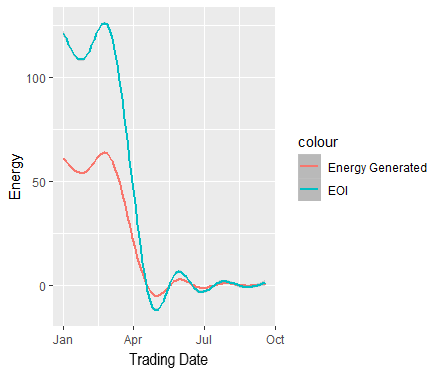 100
50
0
Energy
Jan
Apr
Jul
Oct
Trading Date
colour
Energy Generated
EOI